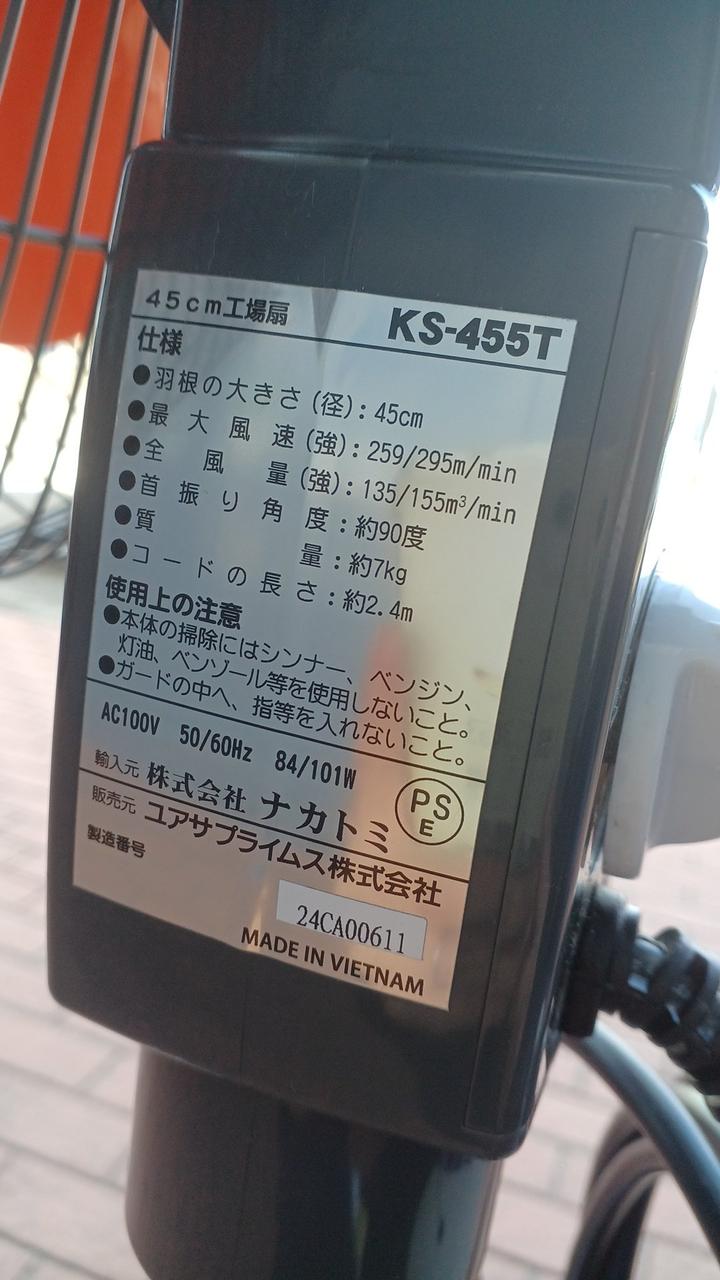 45cm工場扇 KS-455T
仕様
●羽根の大きさ(径):45cm
●最大風速(強):259/295m/min
●全風量(強):135/155m³/min
●首振り角度:約90度
●質量:約7kg
●コードの長さ:約2.4m
使用上の注意
●本体の掃除にはシンナー、ベンジン、
灯油、ベンゾール等を使用しないこと。
●ガードの中へ、指等を入れないこと。
AC100V 50/60Hz 84/101W
PS
E
輸入元 株式会社 ナカトミ
販売元 ユアサプライムス株式会社
製造番号
24CA00611
MADE IN VIETNAM